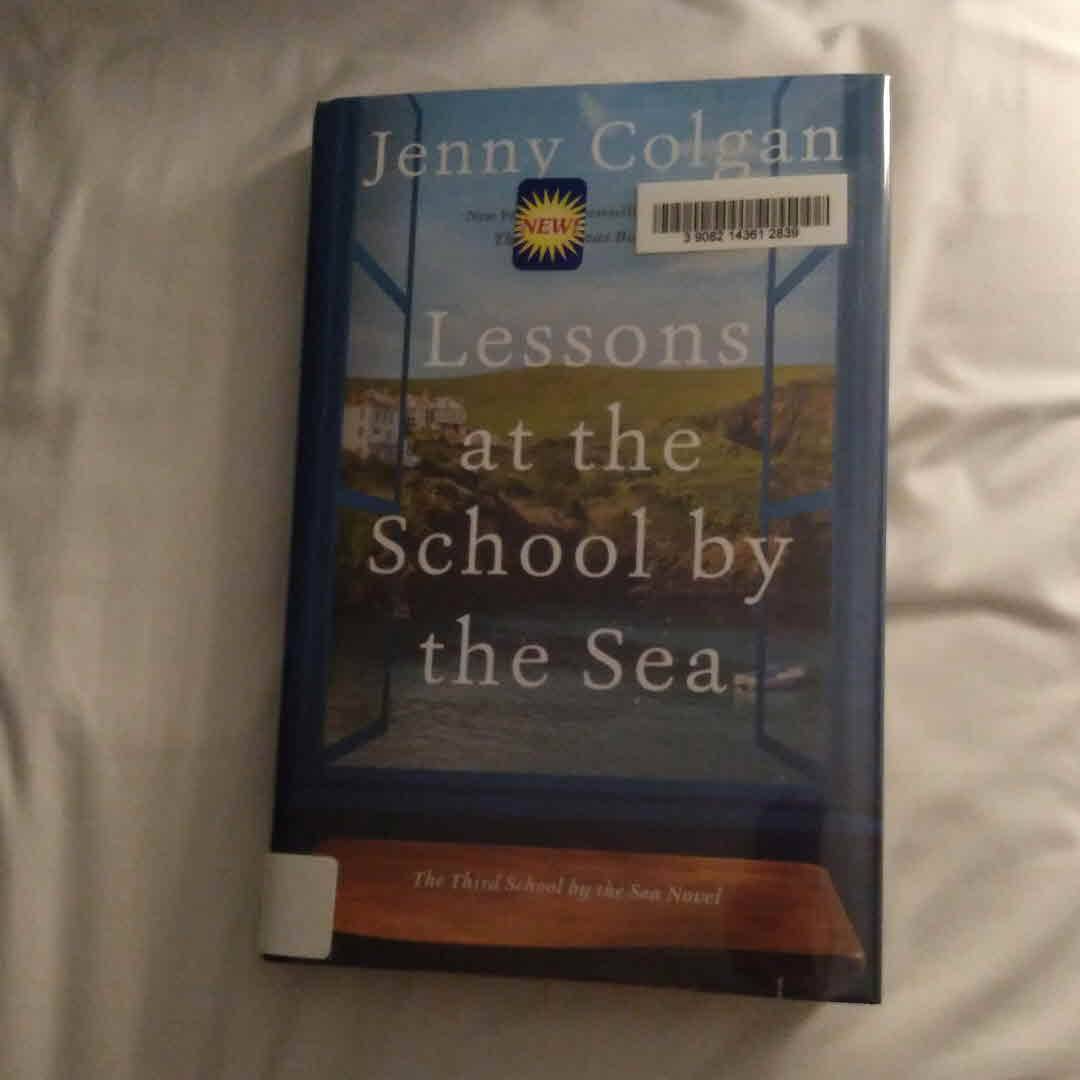 Jenny Colgan
New
NEW!
3 9082 14361 2839
Lessons
at the
School by
the Sea
The Third School by the Sea Novel